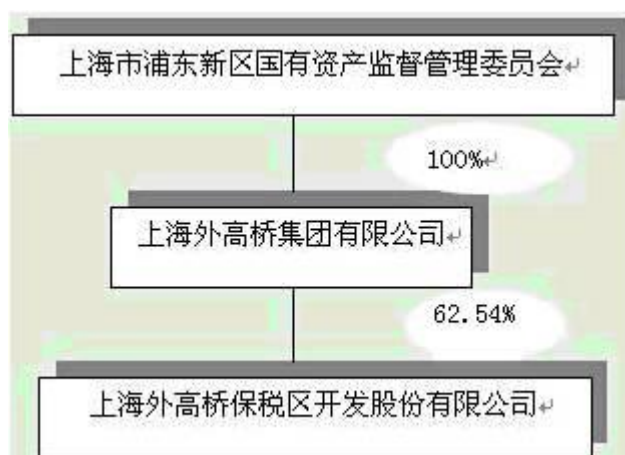 上海市浦东新区国有资产监督管理委员会↵
100%↵
上海外高桥集团有限公司↵
62.54%
上海外高桥保税区开发股份有限公司↵